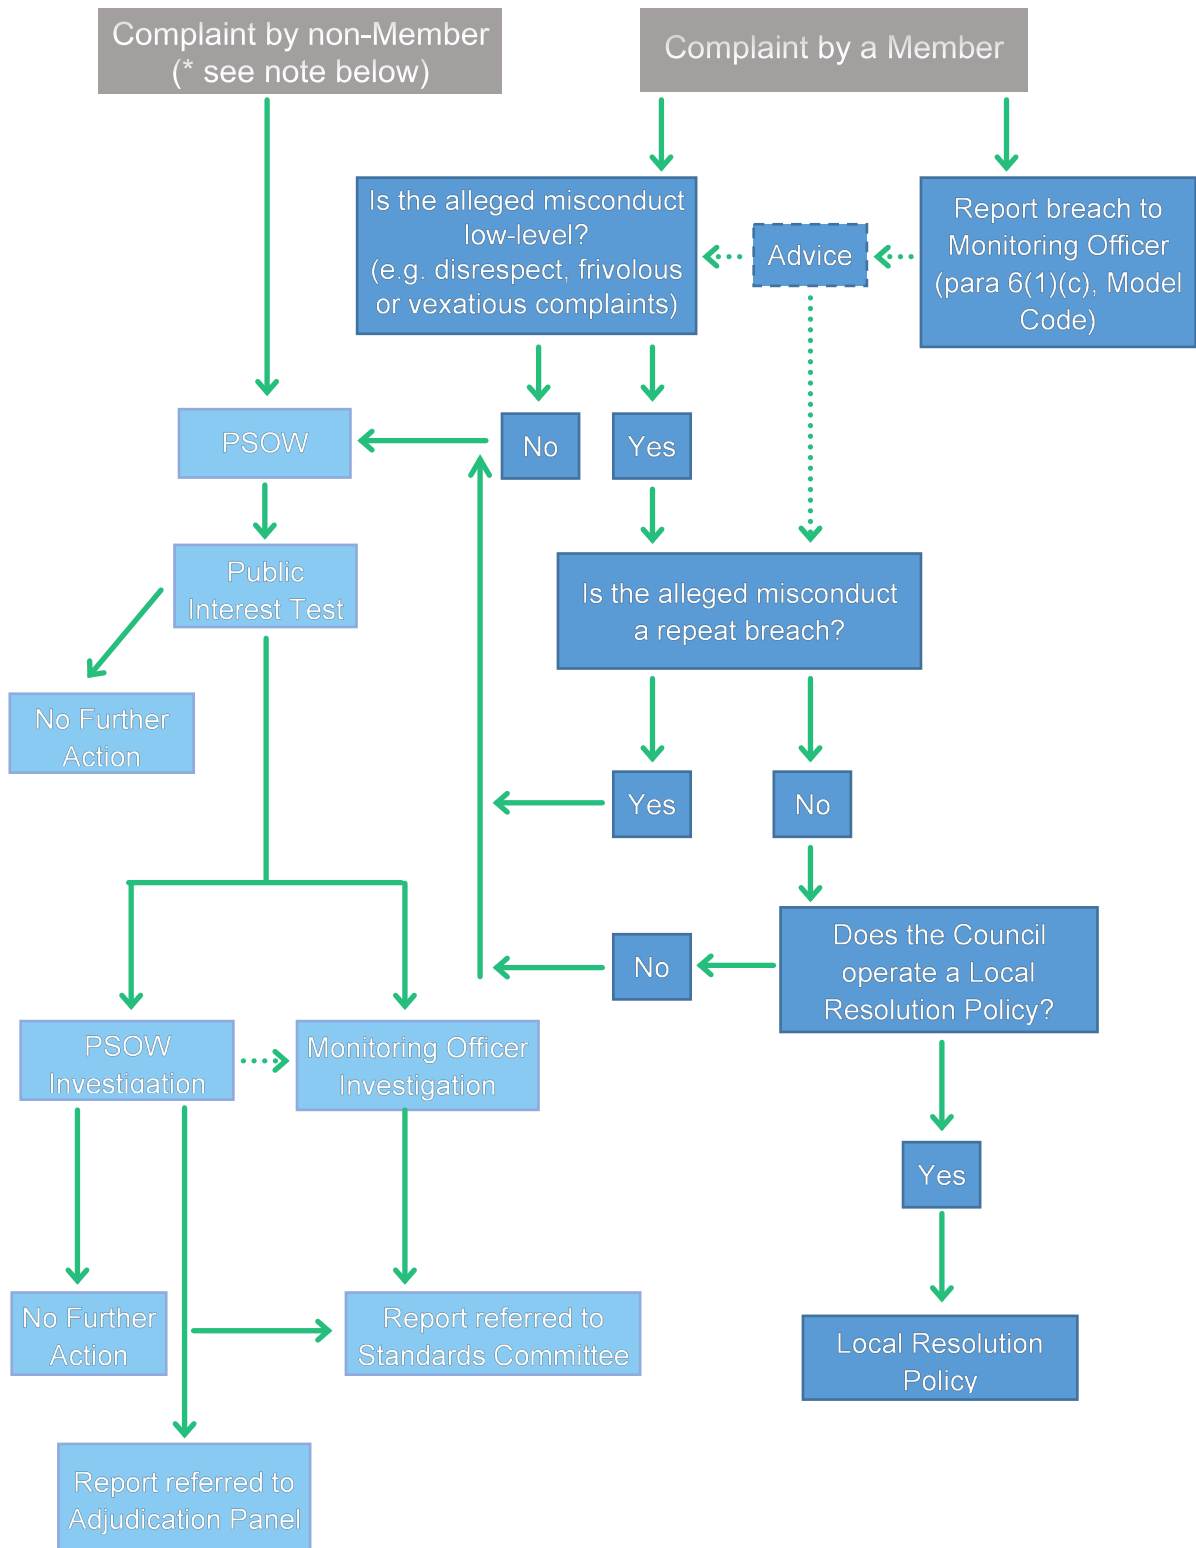 Complaint by non-Member
(* see note below)
Complaint by a Member
Is the alleged misconduct
low-level?
(e.g. disrespect, frivolous
or vexatious complaints)
Advice
Report breach to
Monitoring Officer
(para 6(1)(c), Model
Code)
PSOW
No
Yes
Public
Interest Test
Is the alleged misconduct
a repeat breach?
No Further
Action
Yes
No
No
Does the Council
operate a Local
Resolution Policy?
PSOW
Investigation
Monitoring Officer
Investigation
Yes
No Further
Action
Report referred to
Standards Committee
Local Resolution
Policy
Report referred to
Adjudication Panel